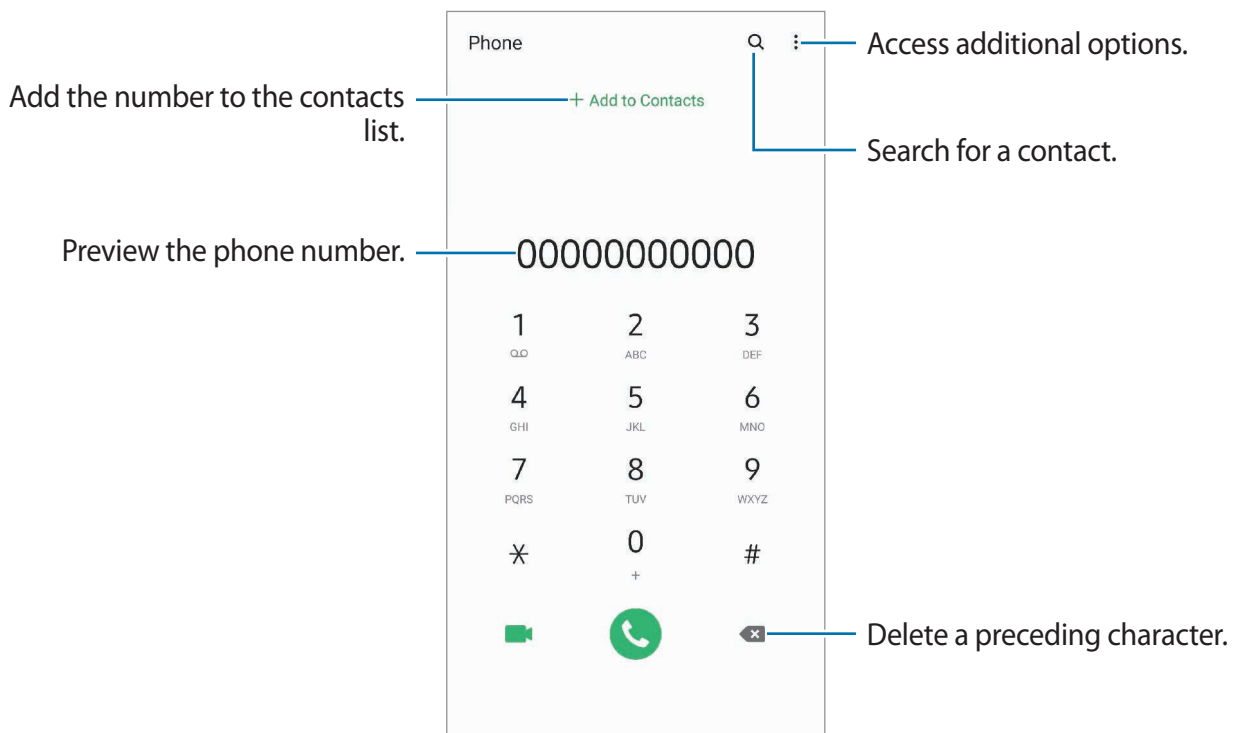 Phone
Access additional options.
Add the number to the contacts
list.
+ Add to Contacts
Search for a contact.
Preview the phone number.
00000000000
1 2 3
ABC DEF
4 5 6
GHI JKL MNO
7 8 9
PQRS TUV WXYZ
* 0 #
+
Delete a preceding character.